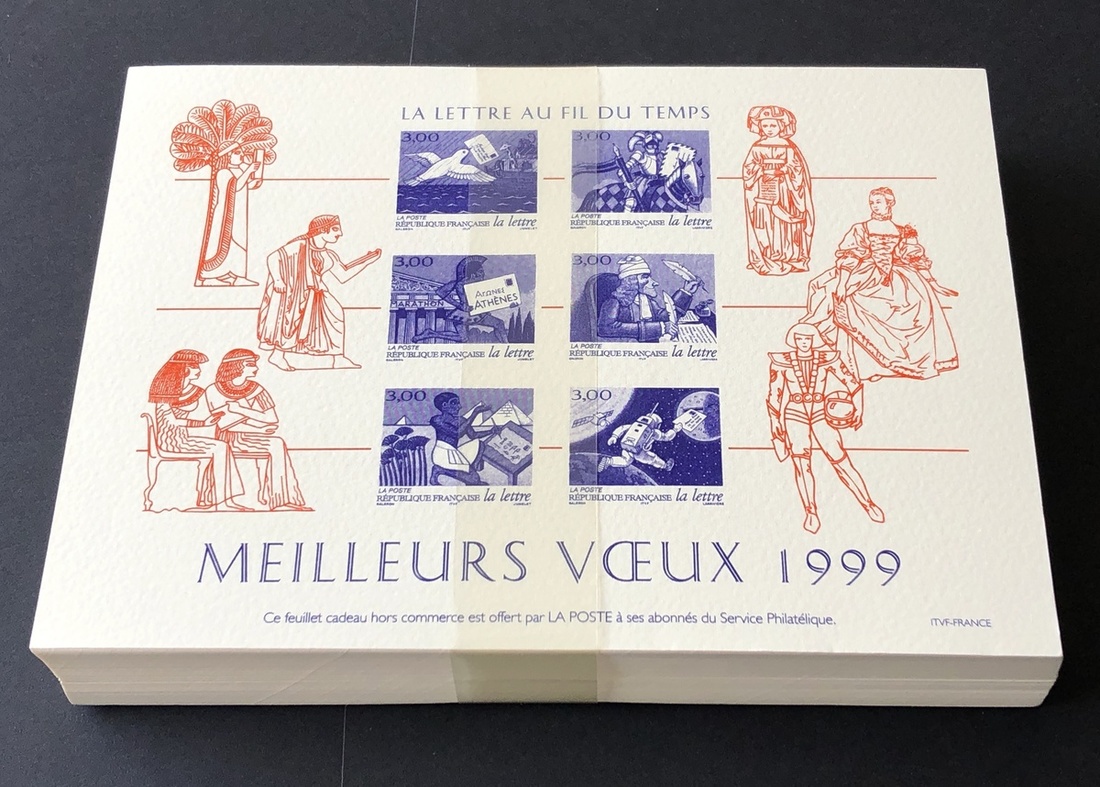 LA LETTRE AU FIL DU TEMPS
3,00
LA POSTE
RÉPUBLIQUE FRANÇAISE la lettre
3,00
LA POSTE
RÉPUBLIQUE FRANÇAISE la lettre
3,00
MARATHON
ATHÈNES
LA POSTE
RÉPUBLIQUE FRANÇAISE la lettre
3,00
LA POSTE
RÉPUBLIQUE FRANÇAISE la lettre
3,00
LA POSTE
RÉPUBLIQUE FRANÇAISE la lettre
3,00
LA POSTE
RÉPUBLIQUE FRANÇAISE la lettre
MEILLEURS VŒUX 1999
Ce feuillet cadeau hors commerce est offert par LA POSTE à ses abonnés du Service Philatélique.
ITVF-FRANCE